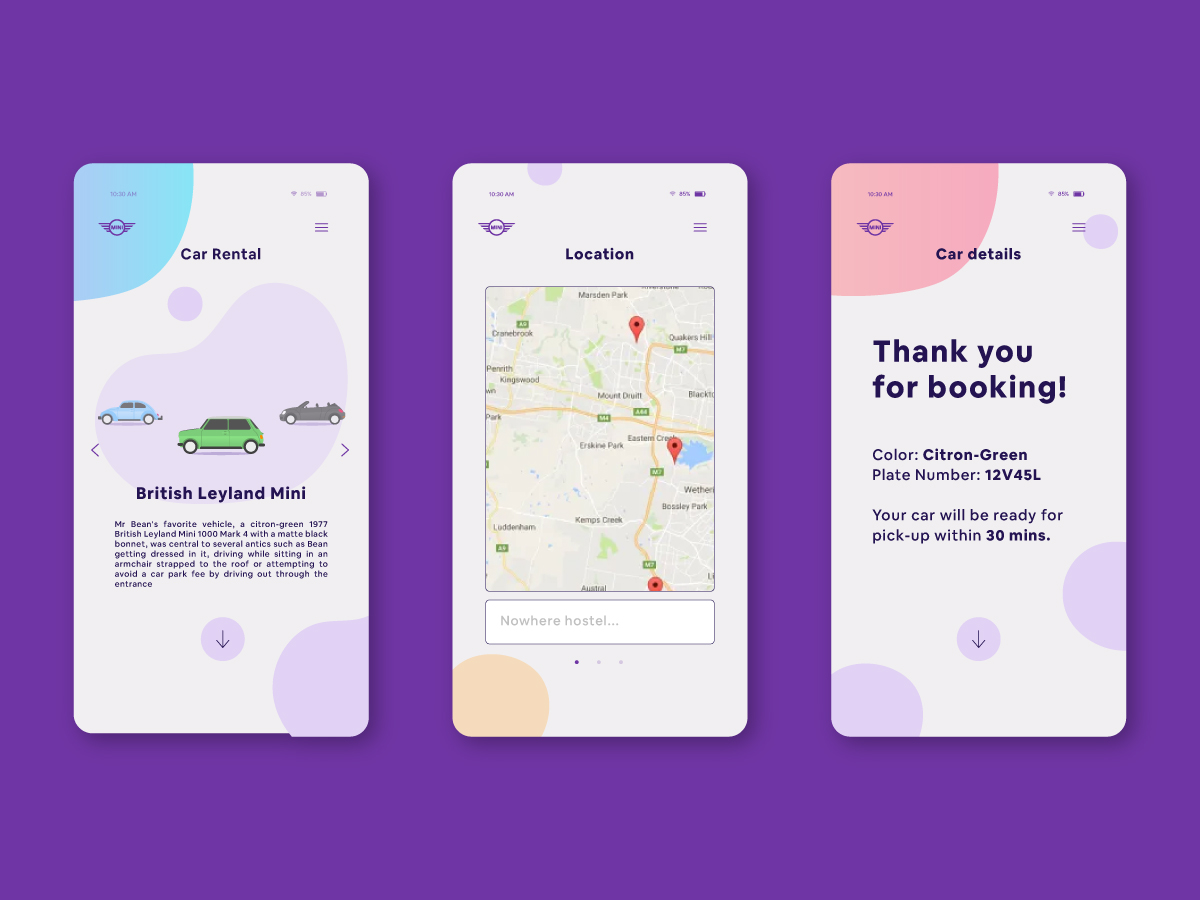 10:30 AM
85%
MINI
Car Rental
British Leyland Mini
Mr Bean's favorite vehicle, a citron-green 1977
British Leyland Mini 1000 Mark 4 with a matte black
bonnet, was central to several antics such as Bean
getting dressed in it, driving while sitting in an
armchair strapped to the roof or attempting to
avoid a car park fee by driving out through the
entrance
10:30 AM
85%
MINI
Location
Riverstone
Marsden Park
A9
Cranebrook
Quakers Hill
M7
Penrith
Kingswood
wn
Mount Druitt
Blackt
A44
Park
M4
Eastern Creek
Erskine Park
M7
Wetheri
Bossley Park
Kemps Creek
Luddenham
A9
M7
Li
Austral
Nowhere hostel...
10:30 AM
85%
MINI
Car details
Thank you
for booking!
Color: Citron-Green
Plate Number: 12V45L
Your car will be ready for
pick-up within 30 mins.